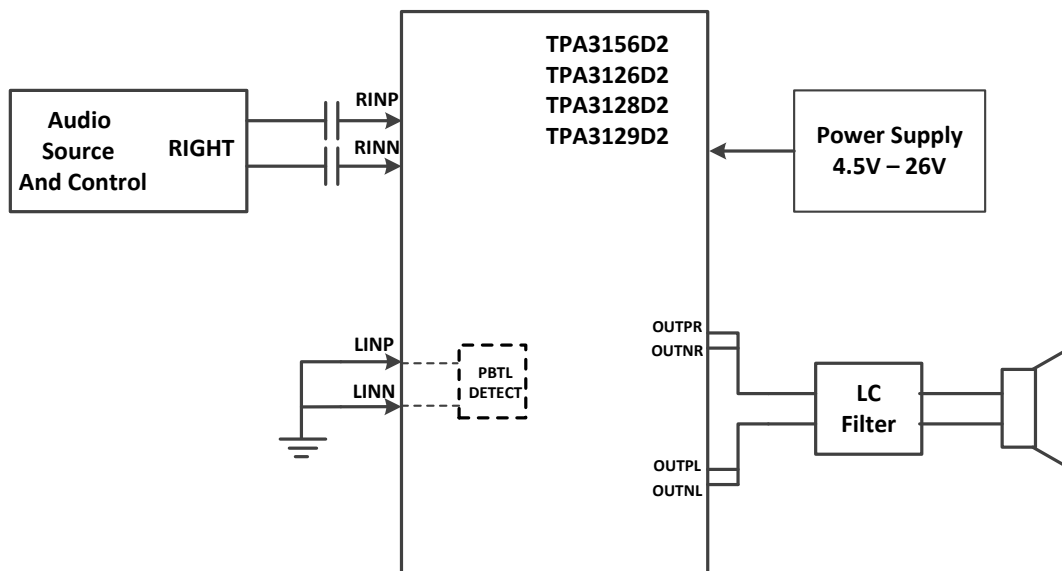 TPA3156D2
TPA3126D2
TPA3128D2
TPA3129D2
Audio
Source
And Control
RIGHT
RINP
RINN
Power Supply
4.5V – 26V
LINP
LINN
PBTL
DETECT
OUTPR
OUTNR
LC
Filter
OUTPL
OUTNL